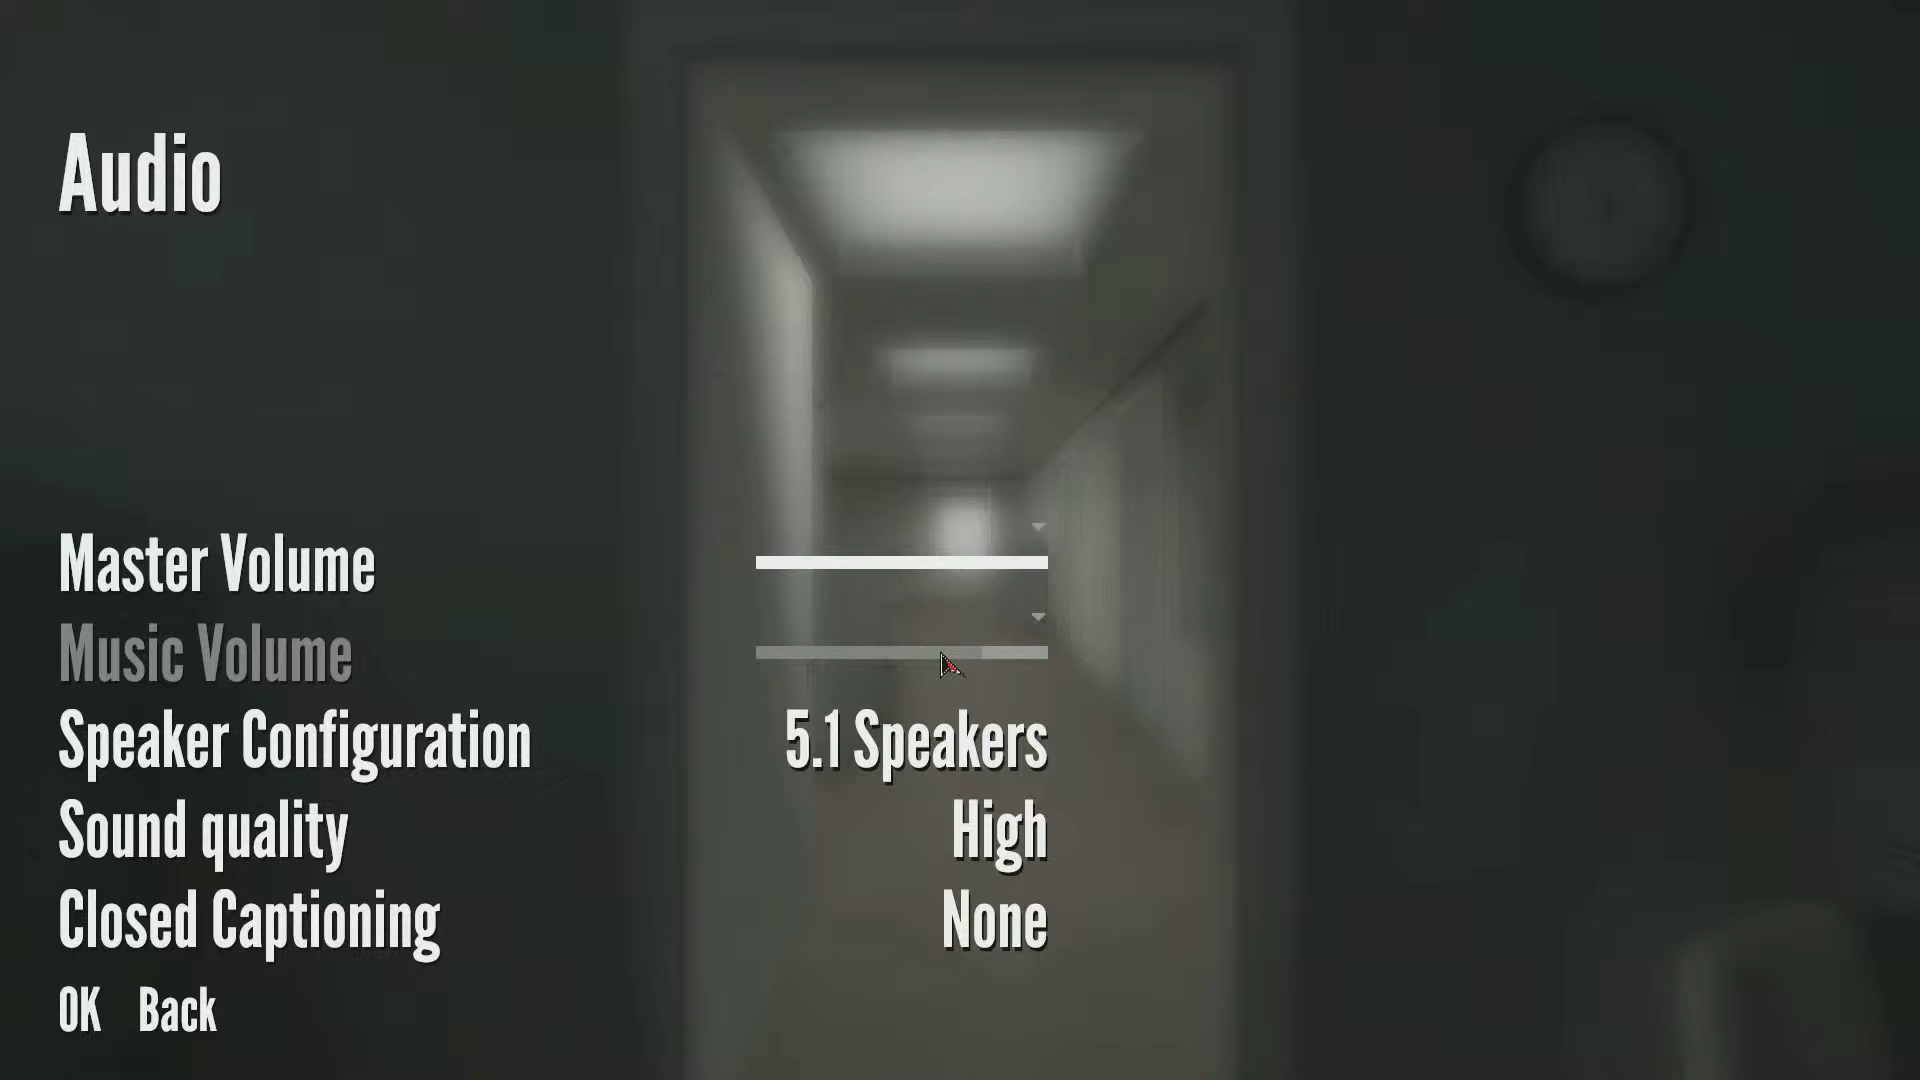 Audio
Master Volume
Music Volume
Speaker Configuration 5.1 Speakers
Sound quality High
Closed Captioning None
OK Back